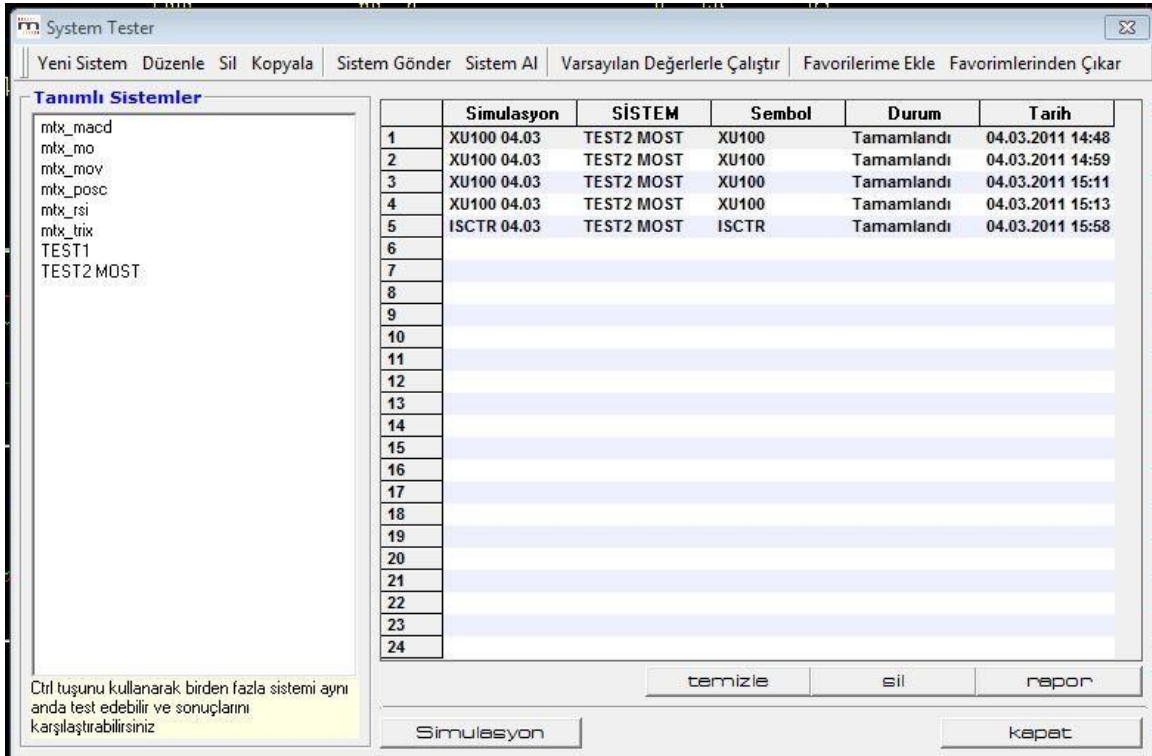 System Tester
Yeni Sistem Düzenle Sil Kopyala Sistem Gönder Sistem Al Varsayılan Değerlerle Çalıştır Favorilerime Ekle Favorimlerinden Çıkar
Tanımlı Sistemler
mtx_macd
mtx_mo
mtx_mov
mtx_posc
mtx_rsi
mtx_trix
TEST1
TEST2 MOST
Ctrl tuşunu kullanarak birden fazla sistemi aynı
anda test edebilir ve sonuçlarını
karşılaştırabilirsiniz
Simulasyon SİSTEM Sembol Durum Tarih
1 XU100 04.03 TEST2 MOST XU100 Tamamlandı 04.03.2011 14:48
2 XU100 04.03 TEST2 MOST XU100 Tamamlandı 04.03.2011 14:59
3 XU100 04.03 TEST2 MOST XU100 Tamamlandı 04.03.2011 15:11
4 XU100 04.03 TEST2 MOST XU100 Tamamlandı 04.03.2011 15:13
5 ISCTR 04.03 TEST2 MOST ISCTR Tamamlandı 04.03.2011 15:58
6
7
8
9
10
11
12
13
14
15
16
17
18
19
20
21
22
23
24
temizle sil rapor
Simulasyon kapat